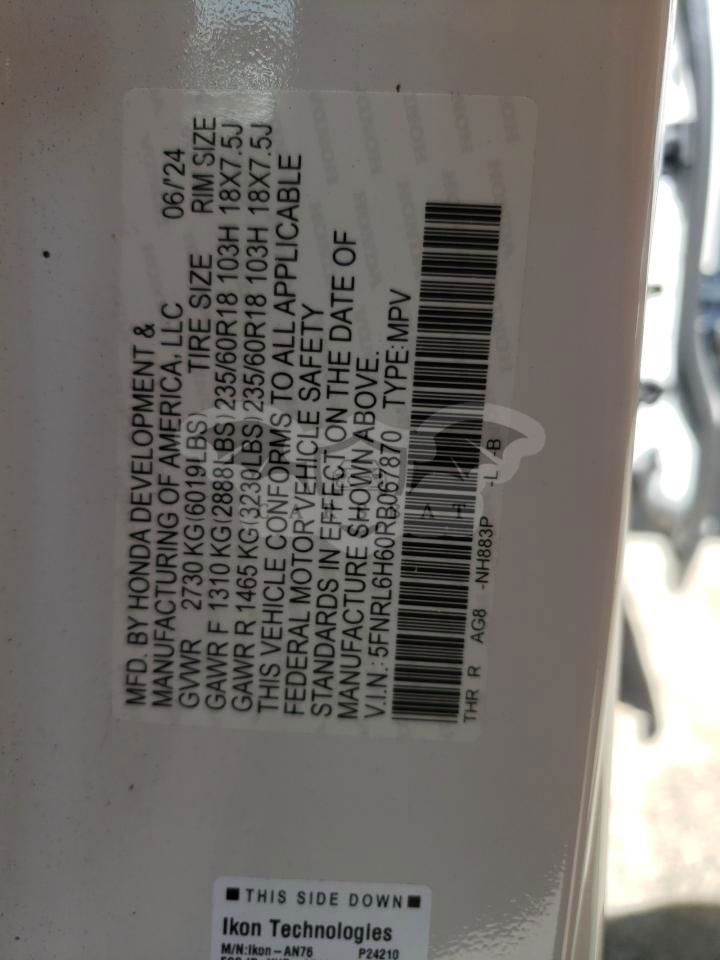 MFD. BY HONDA DEVELOPMENT &
MANUFACTURING OF AMERICA, LLC 06/'24
GVWR 2730 KG(6019LBS) TIRE SIZE RIM SIZE
GAWR F 1310 KG(2888LBS) 235/60R18 103H 18X7.5J
GAWR R 1465 KG(3230LBS) 235/60R18 103H 18X7.5J
THIS VEHICLE CONFORMS TO ALL APPLICABLE
FEDERAL MOTOR VEHICLE SAFETY
STANDARDS IN EFFECT ON THE DATE OF
MANUFACTURE SHOWN ABOVE.
V.I.N.: 5FNRL6H60RB067870 TYPE:MPV
THR R AG8 -NH883P -L -B
■ THIS SIDE DOWN ■
Ikon Technologies
M/N:Ikon-AN76 P24210